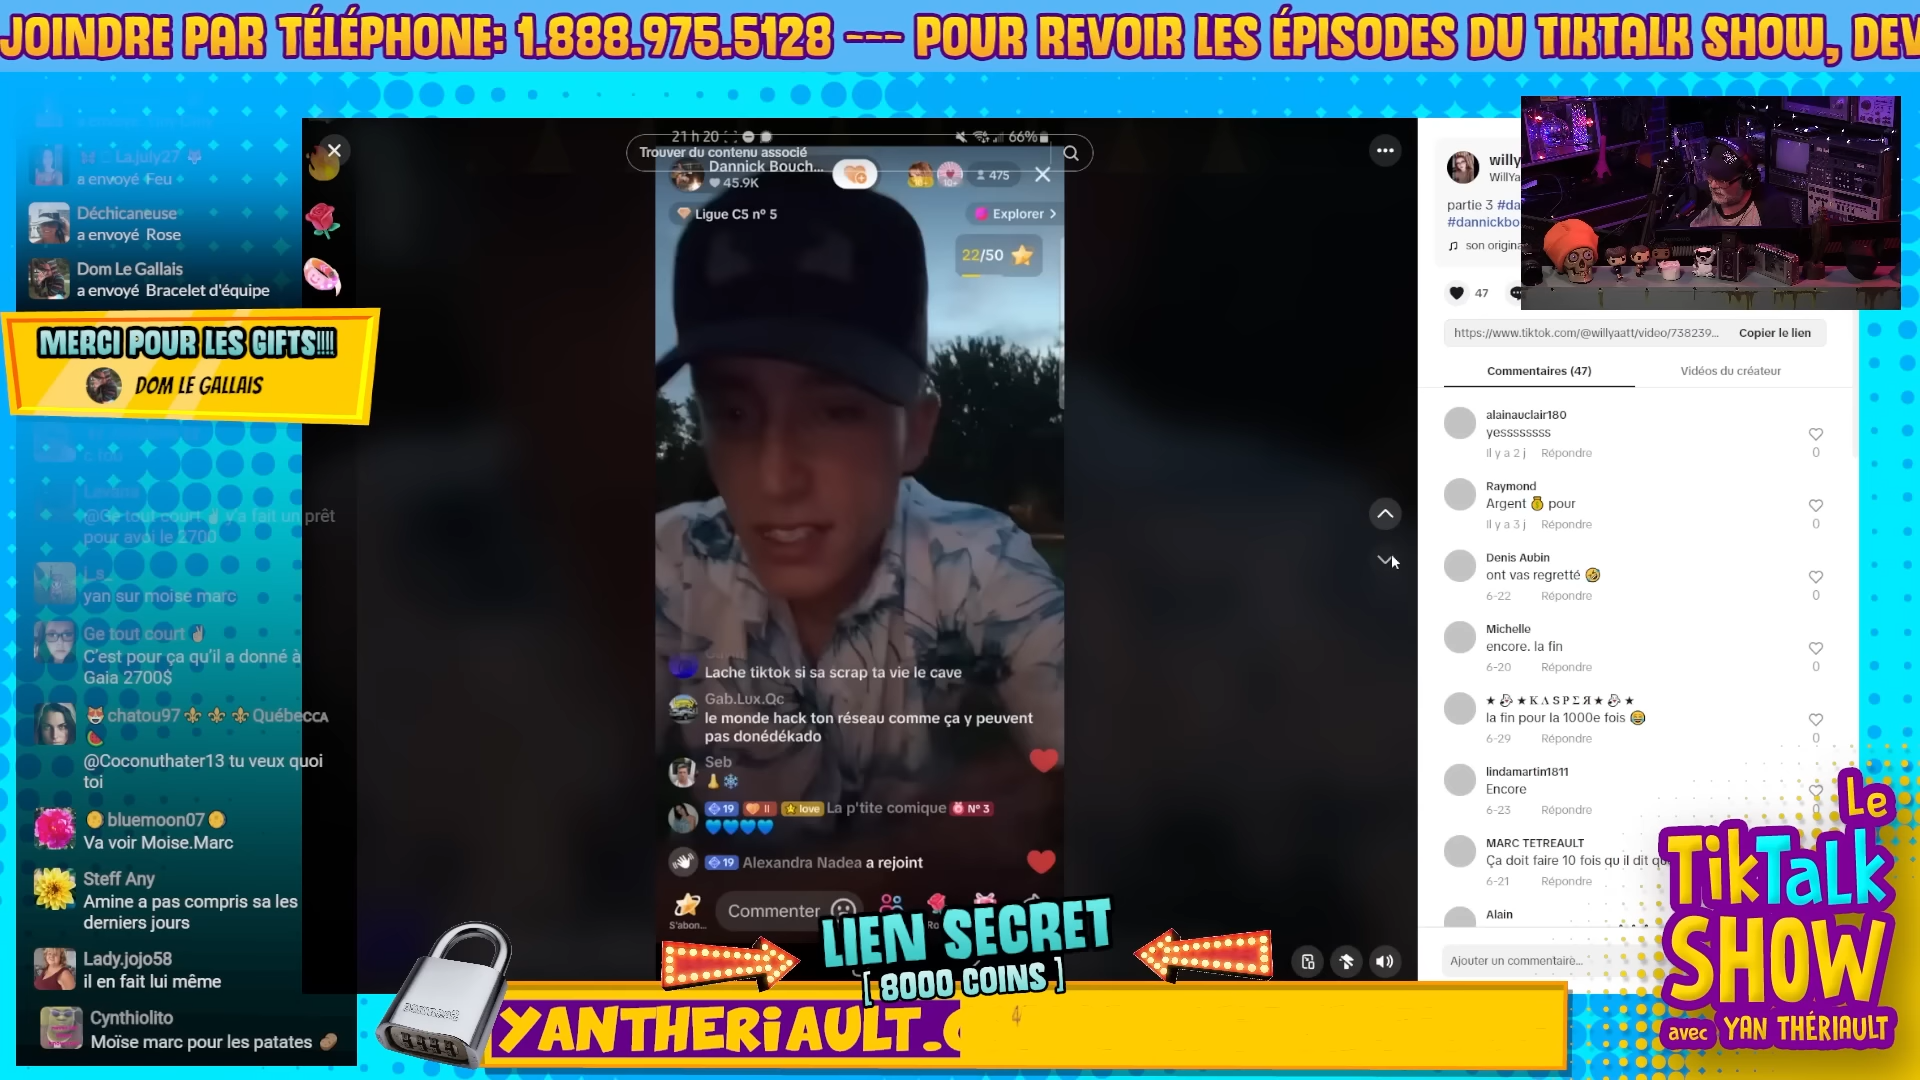 JOINDRE PAR TÉLÉPHONE: 1.888.975.5128 --- POUR REVOIR LES ÉPISODES DU TIKTALK SHOW, DEV
La.july27
a envoyé Feu
Déchicaneuse
a envoyé Rose
Dom Le Gallais
a envoyé Bracelet d'équipe
MERCI POUR LES GIFTS!!!!
DOM LE GALLAIS
@Ge tout court ✌ y'a fait un prêt
pour avoi le 2700
yan sur moise marc
Ge tout court ✌
C'est pour ça qu'il a donné à
Gaia 2700$
chatou97 ⚜ ⚜ ⚜ QuébecCA
🍉
@Coconuthater13 tu veux quoi
toi
bluemoon07
Va voir Moise.Marc
Steff Any
Amine a pas compris sa les
derniers jours
Lady.jojo58
il en fait lui même
Cynthiolito
Moïse marc pour les patates 🥔
21 h 20
66%
Trouver du contenu associé
Dannick Bouch...
45.9K
475
Ligue C5 nº 5
Explorer >
22/50
Lache tiktok si sa scrap ta vie le cave
Gab.Lux.Qc
le monde hack ton réseau comme ça y peuvent
pas donédékado
Seb
👃❄️
19 II love La p'tite comique Nº 3
💙💙💙💙
19 Alexandra Nadea a rejoint
S'abon...
Commenter
LIEN SECRET
[ 8000 COINS ]
YANTHERIAULT.
willy
WillYa
partie 3 #da
#dannickbo
son origina
47
https://www.tiktok.com/@willyaatt/video/738239...
Copier le lien
Commentaires (47)
Vidéos du créateur
alainauclair180
yessssssss
Il y a 2 j Répondre
0
Raymond
Argent 💰 pour
Il y a 3 j Répondre
0
Denis Aubin
ont vas regretté 🤣
6-22 Répondre
0
Michelle
encore. la fin
6-20 Répondre
0
★ 👻 ★ K Λ S P Σ Я ★ 👻 ★
la fin pour la 1000e fois 😂
6-29 Répondre
0
lindamartin1811
Encore
6-23 Répondre
0
MARC TETREAULT
Ça doit faire 10 fois qu il dit qu
6-21 Répondre
Alain
Ajouter un commentaire...
Le
TikTalk
SHOW
avec YAN THÉRIAULT